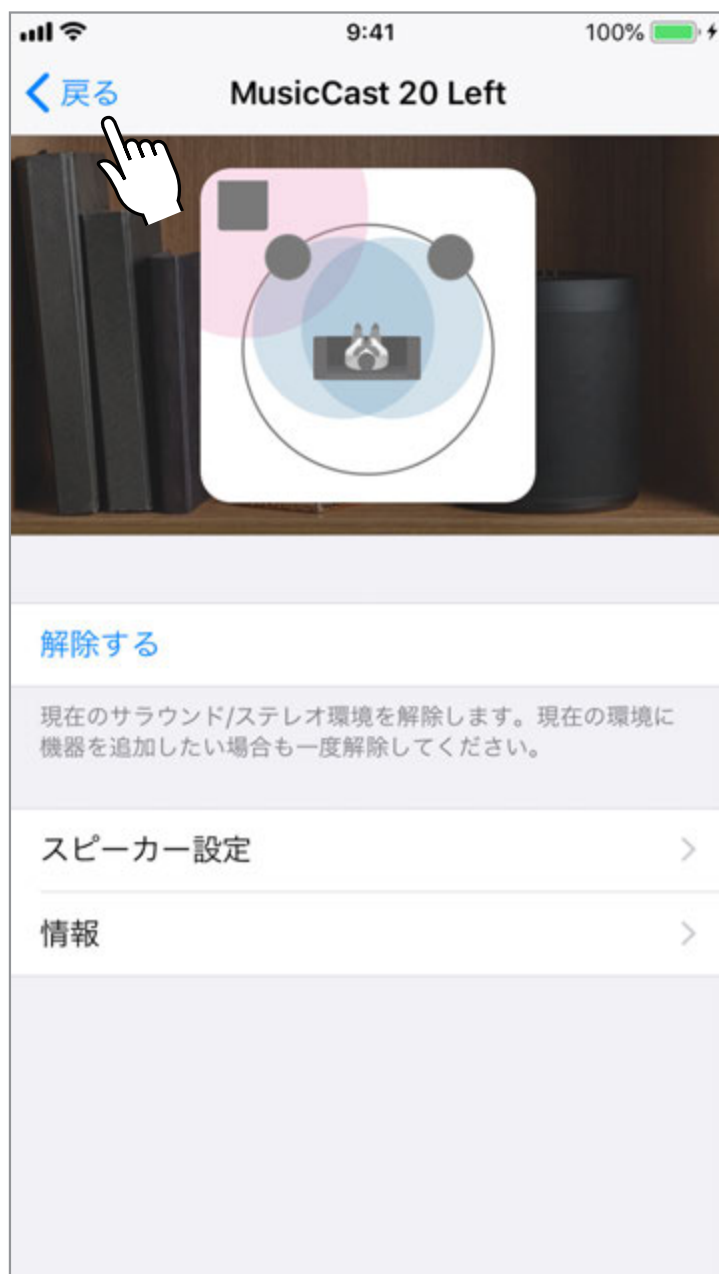 9:41
100%
戻る
MusicCast 20 Left
解除する
現在のサラウンド/ステレオ環境を解除します。現在の環境に
機器を追加したい場合も一度解除してください。
スピーカー設定
情報